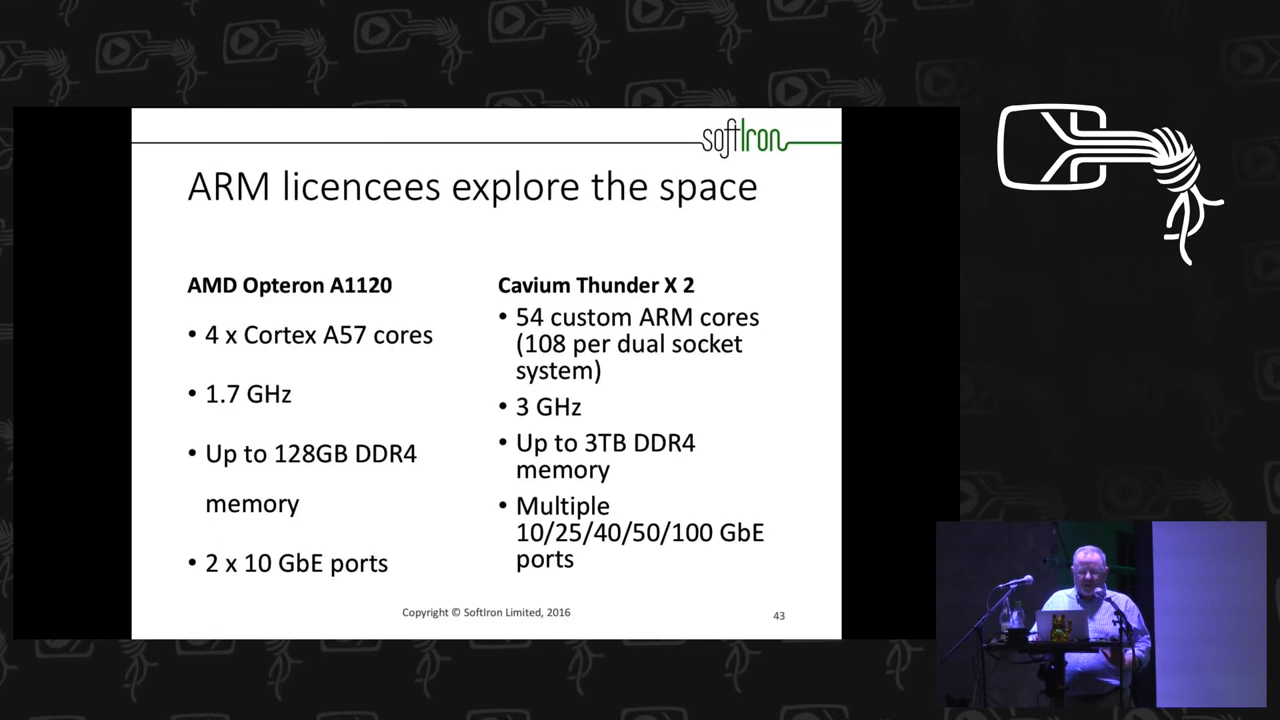 softIron
ARM licencees explore the space
AMD Opteron A1120
• 4 x Cortex A57 cores
• 1.7 GHz
• Up to 128GB DDR4
memory
• 2 x 10 GbE ports
Cavium Thunder X 2
• 54 custom ARM cores
(108 per dual socket
system)
• 3 GHz
• Up to 3TB DDR4
memory
• Multiple
10/25/40/50/100 GbE
ports
Copyright © SoftIron Limited, 2016
43